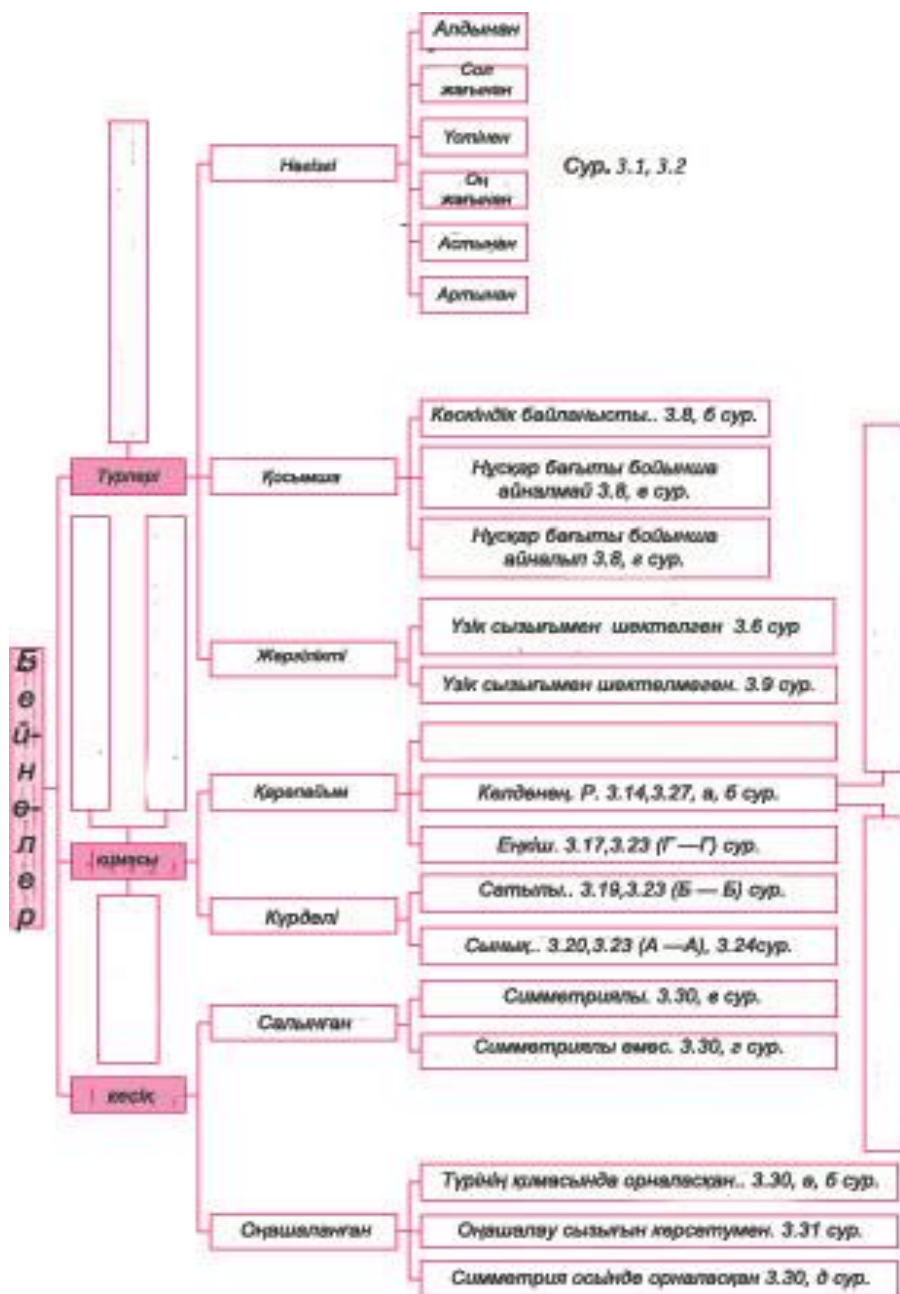 Алдынан
Сол
жағынан
Үстінен
Негізгі
Сур. 3.1, 3.2
Оң
жағынан
Астынан
Артынан
Кескіндік байланысты.. 3.8, б сур.
Түрлері
Қосымша
Нұсқар бағыты бойынша
айналмай 3.8, в сур.
Нұсқар бағыты бойынша
айналып 3.8, г сур.
Үзік сызығымен шектелген 3.6 сур
Жергілікті
Үзік сызығымен шектелмеген. 3.9 сур.
Бейнелер
Қарапайым
Көлденең. Р. 3.14,3.27, а, б сур.
Еңкіш. 3.17,3.23 (Г —Г) сур.
қимасы
Сатылы.. 3.19,3.23 (Б — Б) сур.
Күрделі
Сынық.. 3.20,3.23 (А —А), 3.24сур.
Симметриялы. 3.30, в сур.
Салынған
Симметриялы емес. 3.30, г сур.
кесік
Түрінің қимасында орналасқан.. 3.30, а, б сур.
Оңашаланған
Оңашалау сызығын көрсетумен. 3.31 сур.
Симметрия осінде орналасқан 3.30, д сур.